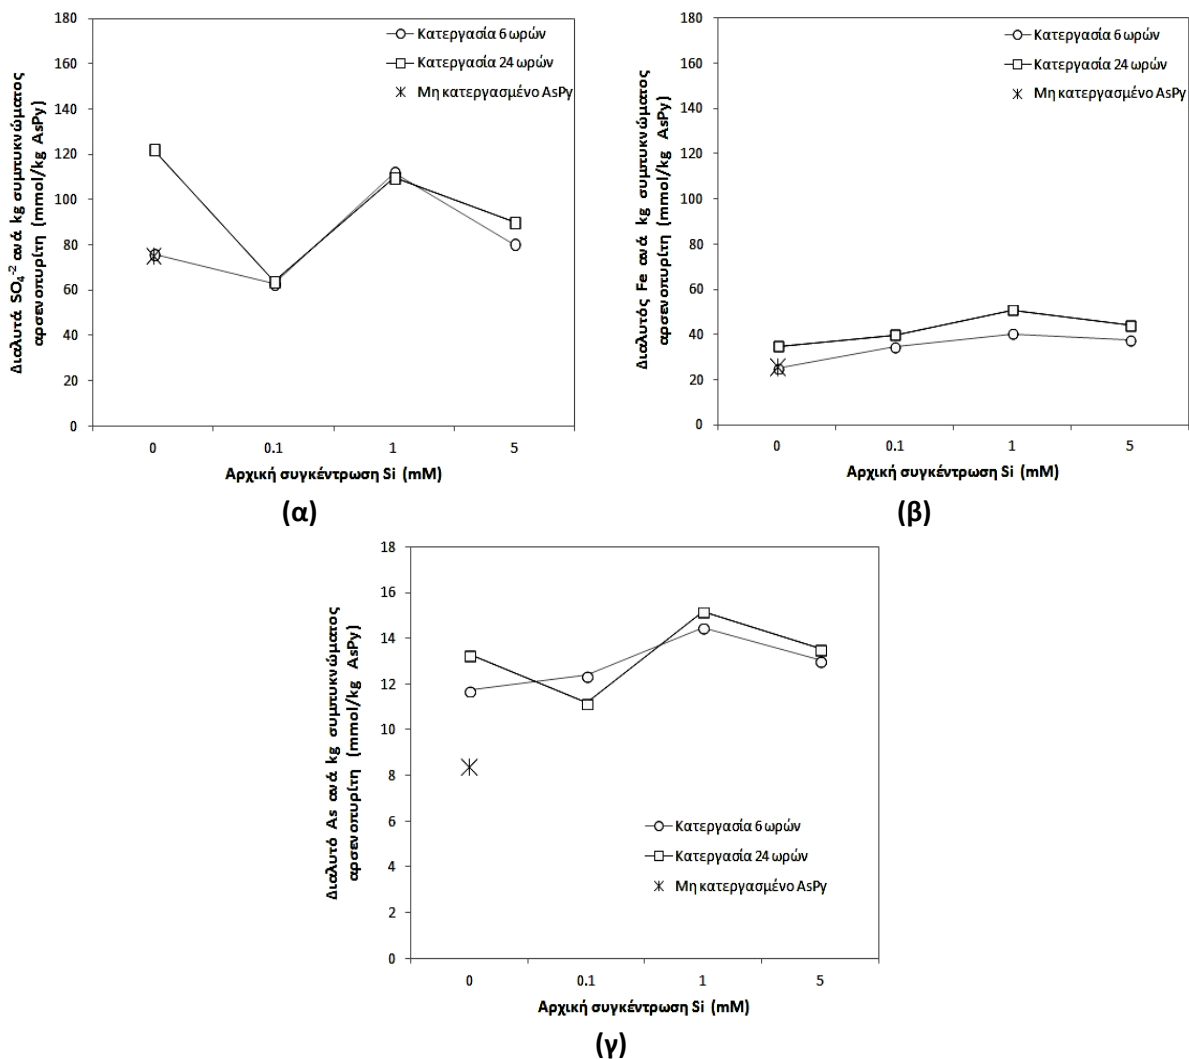 Διαλυτά SO₄⁻² ανά kg συμπυκνώματος
αρσενοπυρίτη (mmol/kg AsPy)
180
160
140
120
100
80
60
40
20
0
Κατεργασία 6 ωρών
Κατεργασία 24 ωρών
Μη κατεργασμένο AsPy
0 0.1 1 5
Αρχική συγκέντρωση Si (mM)
(α)
Διαλυτός Fe ανά kg συμπυκνώματος
αρσενοπυρίτη (mmol/kg AsPy)
180
160
140
120
100
80
60
40
20
0
Κατεργασία 6 ωρών
Κατεργασία 24 ωρών
Μη κατεργασμένο AsPy
0 0.1 1 5
Αρχική συγκέντρωση Si (mM)
(β)
Διαλυτό As ανά kg συμπυκνώματος
αρσενοπυρίτη (mmol/kg AsPy)
18
16
14
12
10
8
6
4
2
0
Κατεργασία 6 ωρών
Κατεργασία 24 ωρών
Μη κατεργασμένο AsPy
0 0.1 1 5
Αρχική συγκέντρωση Si (mM)
(γ)